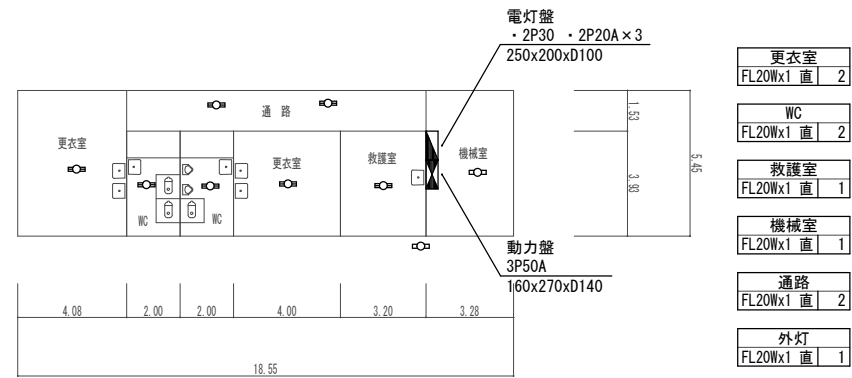 電灯盤
・2P30 ・2P20A×3
250x200xD100
通 路
更衣室
更衣室
救護室
機械室
WC
WC
動力盤
3P50A
160x270xD140
1.53
3.93
5.45
4.08
2.00
2.00
4.00
3.20
3.28
18.55
更衣室
FL20Wx1 直 2
WC
FL20Wx1 直 2
救護室
FL20Wx1 直 1
機械室
FL20Wx1 直 1
通路
FL20Wx1 直 2
外灯
FL20Wx1 直 1